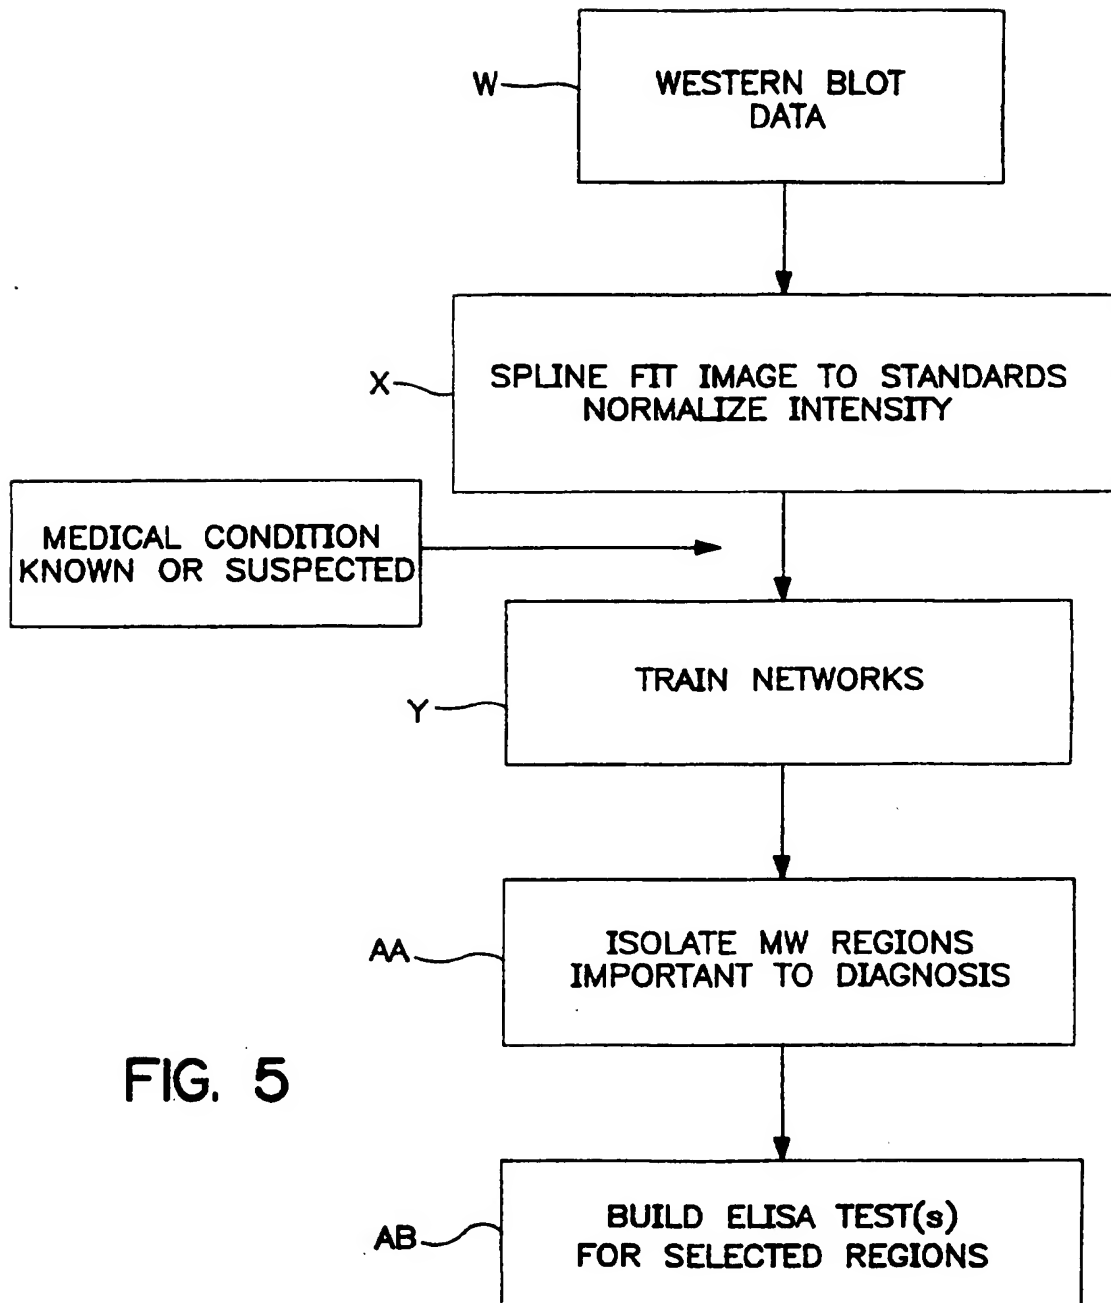 W
WESTERN BLOT
DATA
X
SPLINE FIT IMAGE TO STANDARDS
NORMALIZE INTENSITY
MEDICAL CONDITION
KNOWN OR SUSPECTED
TRAIN NETWORKS
Y
AA
ISOLATE MW REGIONS
IMPORTANT TO DIAGNOSIS
FIG. 5
AB
BUILD ELISA TEST(s)
FOR SELECTED REGIONS